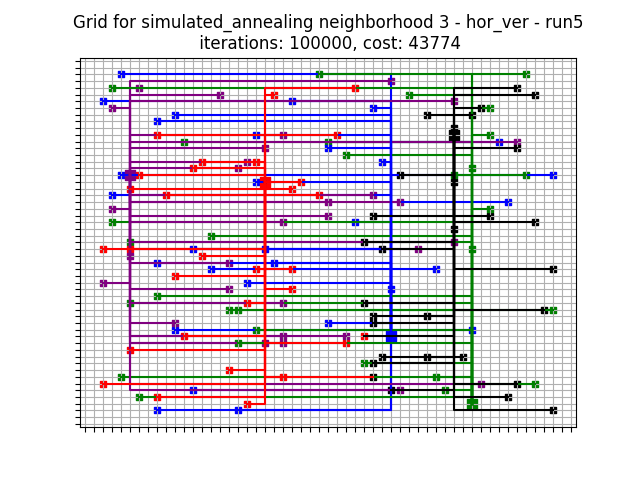 Grid for simulated_annealing neighborhood 3 - hor_ver - run5
iterations: 100000, cost: 43774